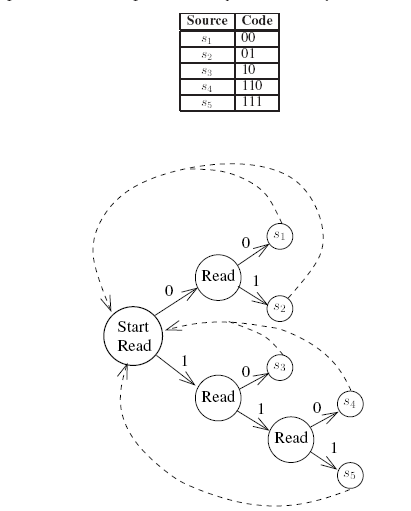 Source Code
s₁ 00
s₂ 01
s₃ 10
s₄ 110
s₅ 111
s₁
0
Read
1
0
s₂
Start
Read
1
s₃
0
Read
1
0
s₄
Read
1
s₅